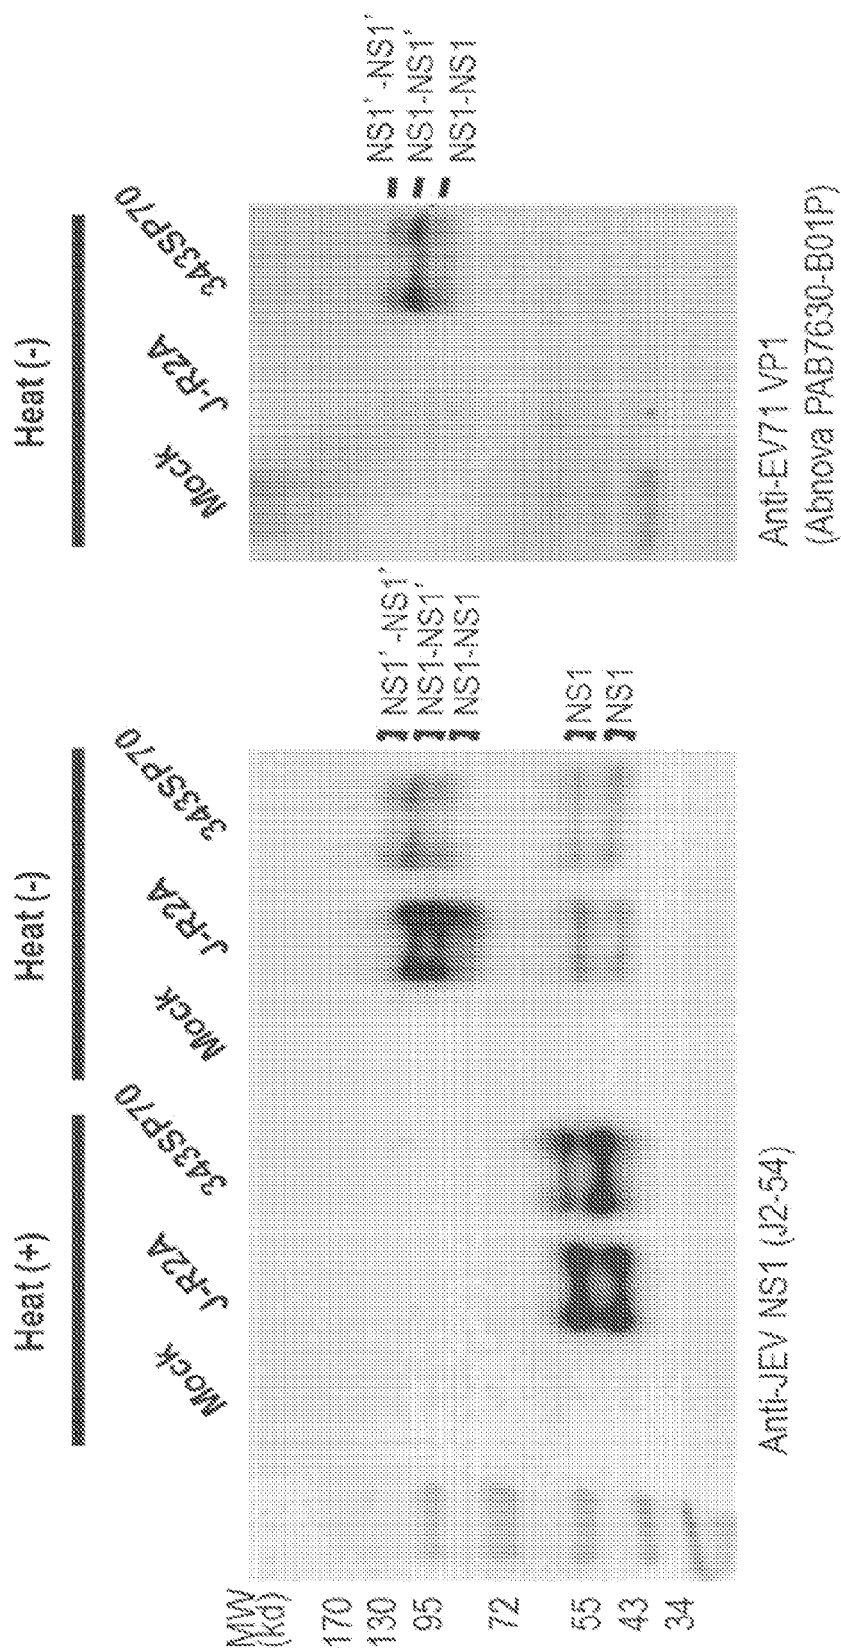 Heat (+)
Heat (-)
Heat (-)
Mock
J-R2A
343SP70
Mock
J-R2A
343SP70
Mock
J-R2A
343SP70
MW
(kd)
170
130
95
72
55
43
34
NS1'-NS1'
NS1-NS1'
NS1-NS1
NS1
NS1
NS1'-NS1'
NS1-NS1'
NS1-NS1
Anti-JEV NS1 (J2-54)
Anti-EV71 VP1
(Abnova PAB7630-B01P)